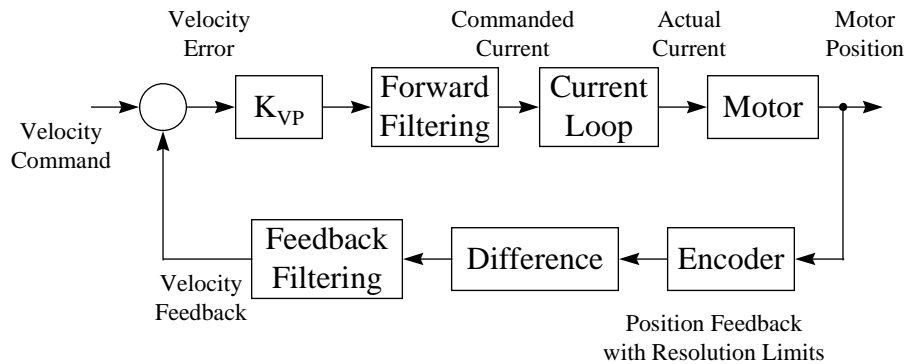 Velocity
Error
Commanded
Current
Actual
Current
Motor
Position
K_VP
Forward
Filtering
Current
Loop
Motor
Velocity
Command
Feedback
Filtering
Difference
Encoder
Velocity
Feedback
Position Feedback
with Resolution Limits